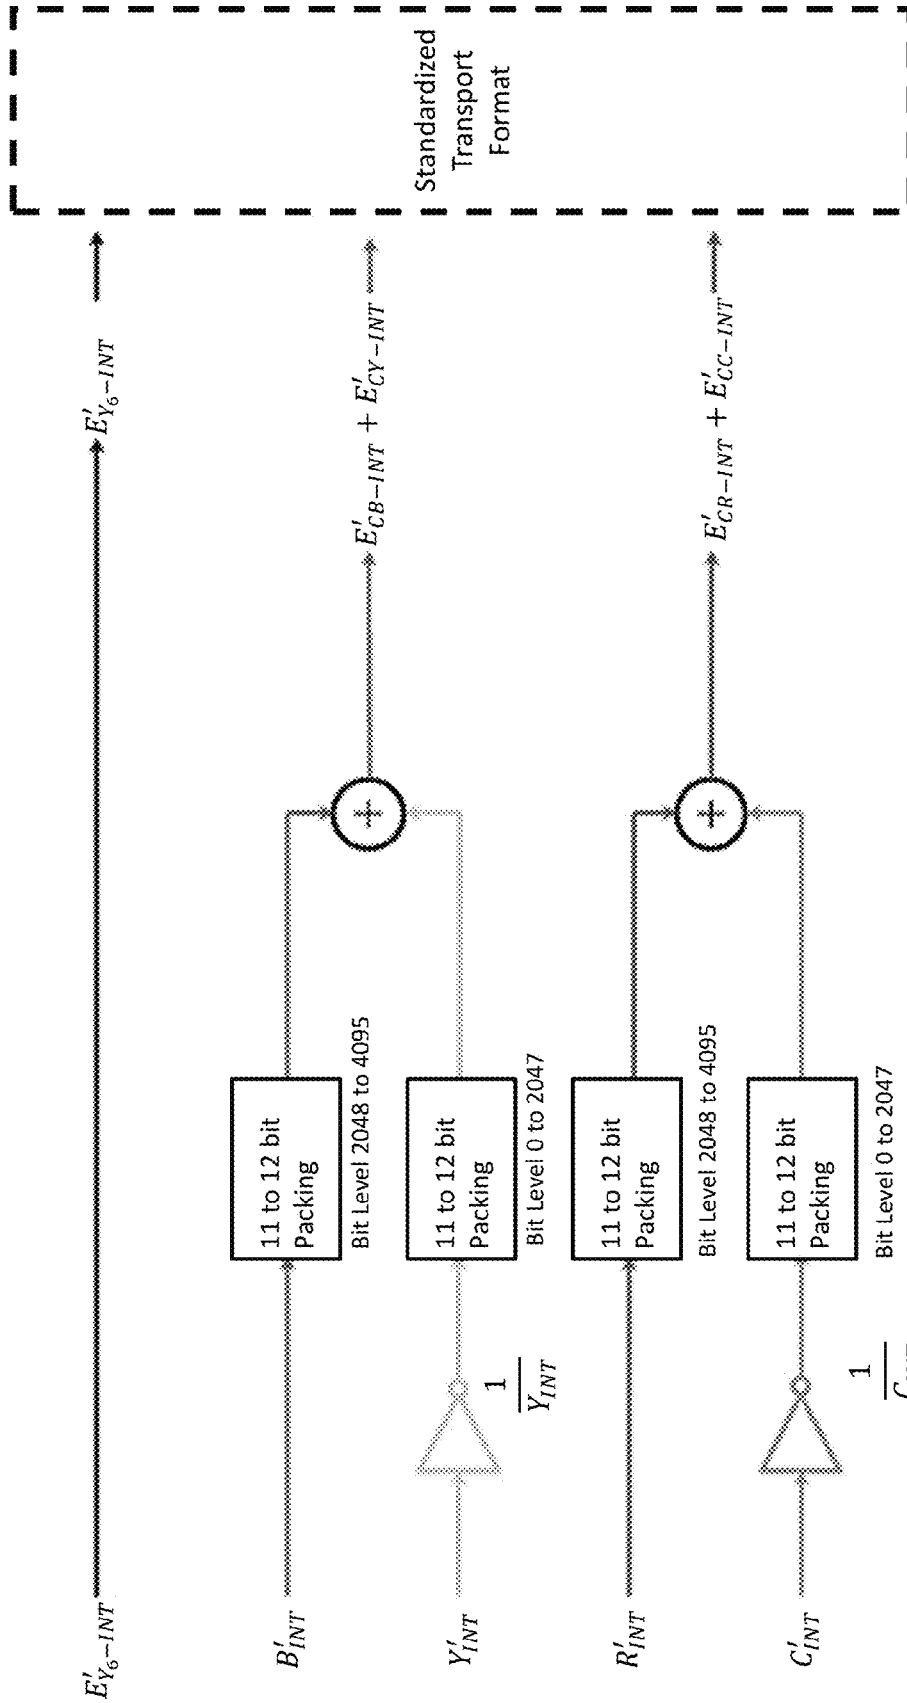 E'Y6−INT
E'Y6−INT
B'INT
11 to 12 bit
Packing
Bit Level 2048 to 4095
E'CB−INT + E'CY−INT
Y'INT
1
YINT
11 to 12 bit
Packing
Bit Level 0 to 2047
+
R'INT
11 to 12 bit
Packing
Bit Level 2048 to 4095
E'CR−INT + E'CC−INT
C'INT
1
11 to 12 bit
Packing
Bit Level 0 to 2047
+
Standardized
Transport
Format